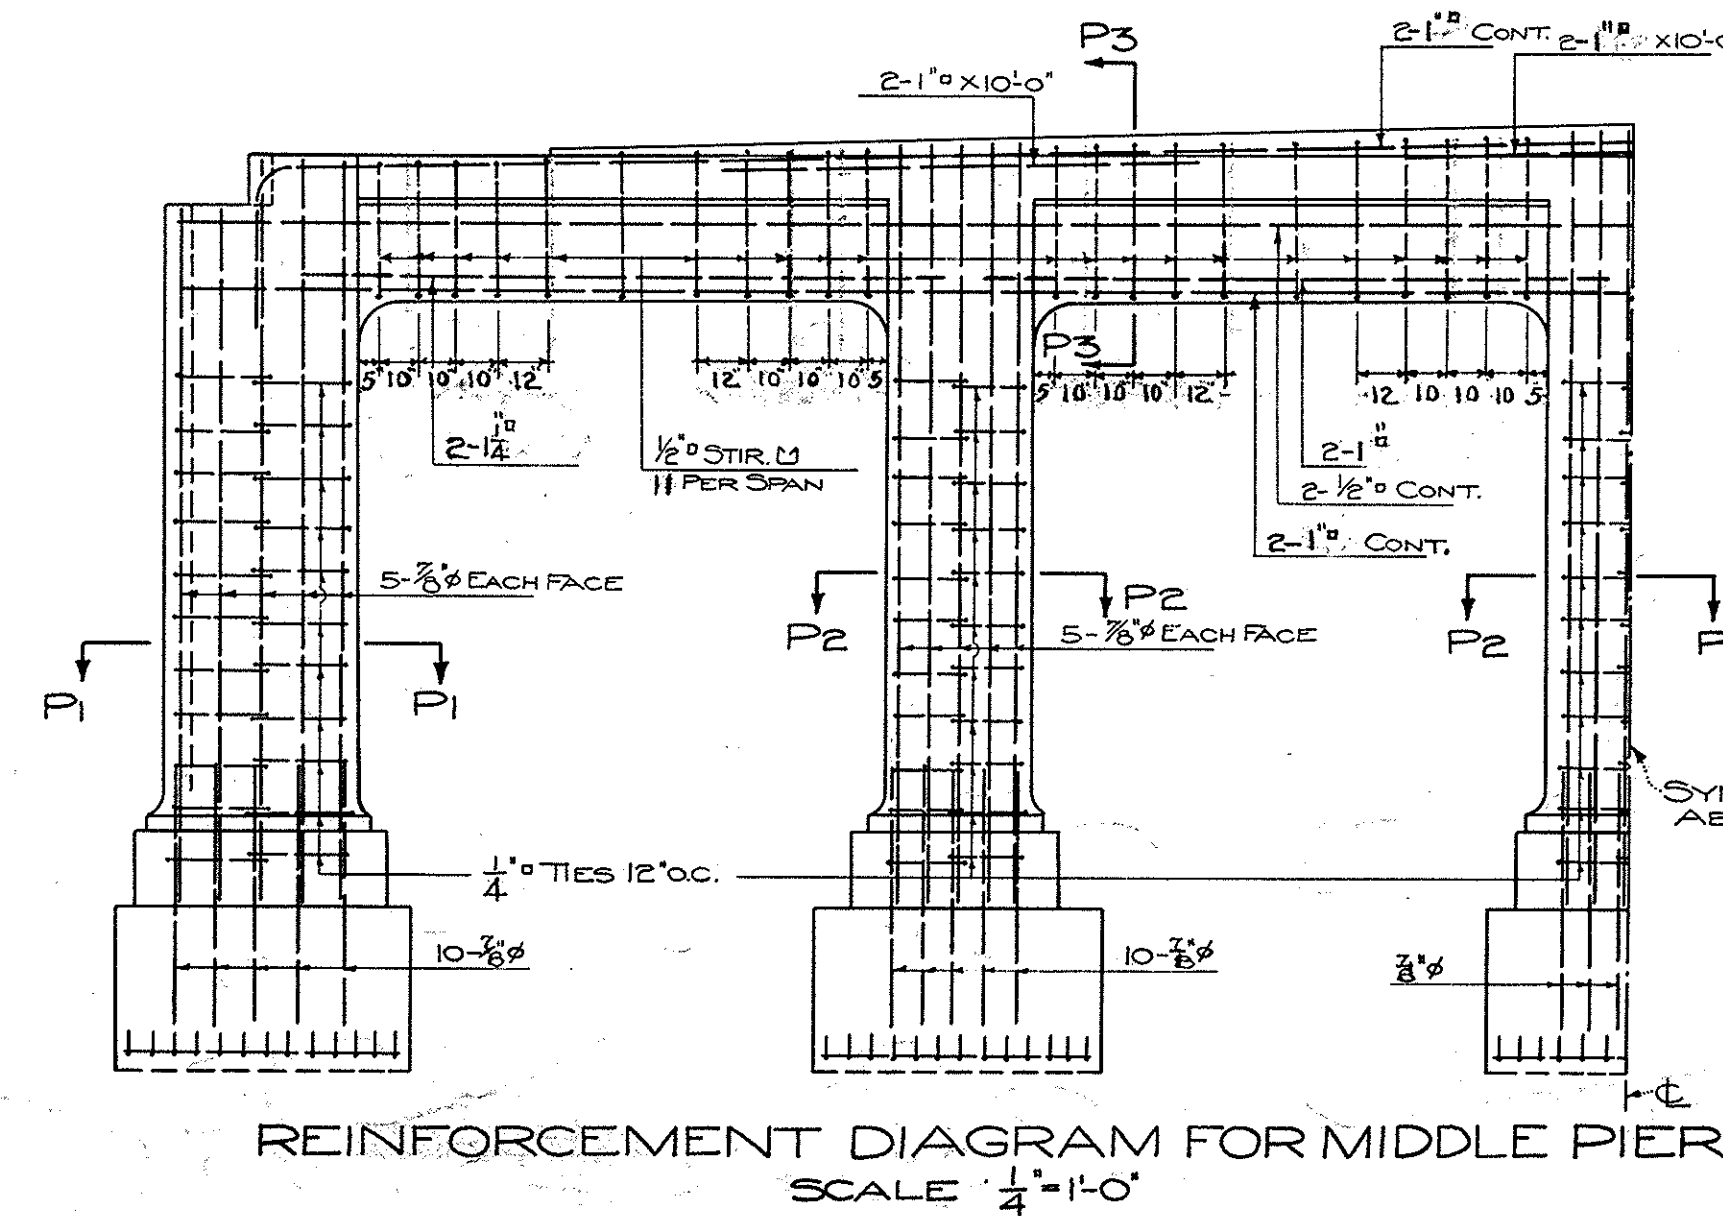 P3
2-1"▫ CONT.
2-1"▫ X10'-0
2-1"▫ X10'-0"
P3
5" 10" 10" 10" 12"
12" 10" 10" 10" 5
5 10 10 10 12
12 10 10 10 5
2-1¼"▫
½"▫ STIR.
11 PER SPAN
2-1"▫
2-½"▫ CONT.
2-1"▫ CONT.
5-⅞"ø EACH FACE
P2
P2
5-⅞"ø EACH FACE
P2
P
P1
P1
SY
¼"▫ TIES 12"O.C.
10-⅞"ø
10-⅞"ø
⅞"ø
℄
REINFORCEMENT DIAGRAM FOR MIDDLE PIER
SCALE ¼"=1'-0"